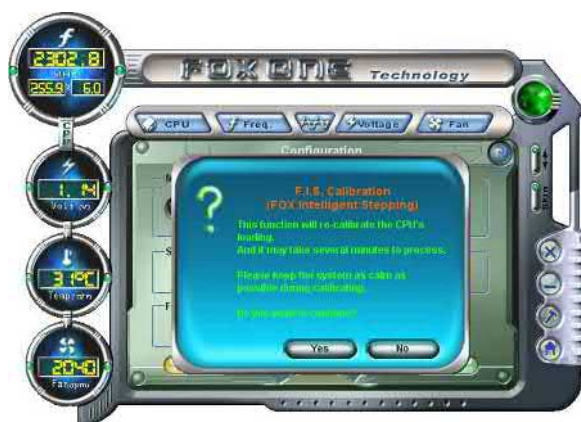 2302.8
255.9 x 6.0
FOX ONE Technology
CPU Freq. Voltage Fan
CPU
Configuration
1.14
Voltage
31°C
2040
F.I.S. Calibration
(FOX Intelligent Stepping)
This function will re-calibrate the CPU's
loading.
And it may take several minutes to process.
Please keep the system as calm as
possible during calibrating.
Do you want to continue?
Yes No